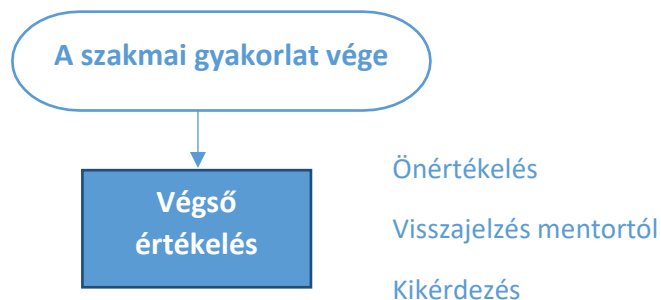 A szakmai gyakorlat vége
Végső
értékelés
Önértékelés
Visszajelzés mentortól
Kikérdezés